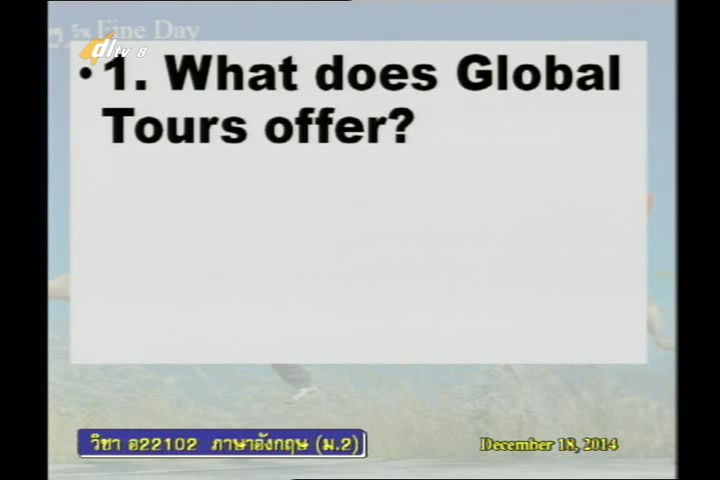 Fine Day
dltv 8
• 1. What does Global
Tours offer?
วิชา อ22102 ภาษาอังกฤษ (ม.2)
December 18, 2014